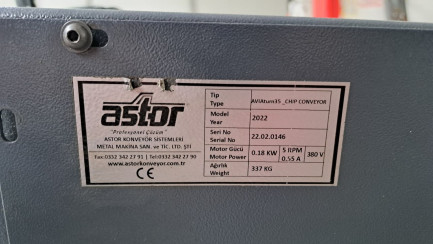 astor
"Profesyonel Çözüm"
ASTOR KONVEYÖR SİSTEMLERİ
METAL MAKİNA SAN. ve TİC. LTD. ŞTİ
Fax:0332 342 27 91 | Tel:0332 342 27 90
www.astorkonveyor.com.tr
CE
Tip
Type
AVIAturn35 _CHIP CONVEYOR
Model
Year
2022
Seri No
Serial No
22.02.0146
Motor Gücü
Motor Power
0.18 KW
5 RPM
0.55 A
380 V
Ağırlık
Weight
337 KG